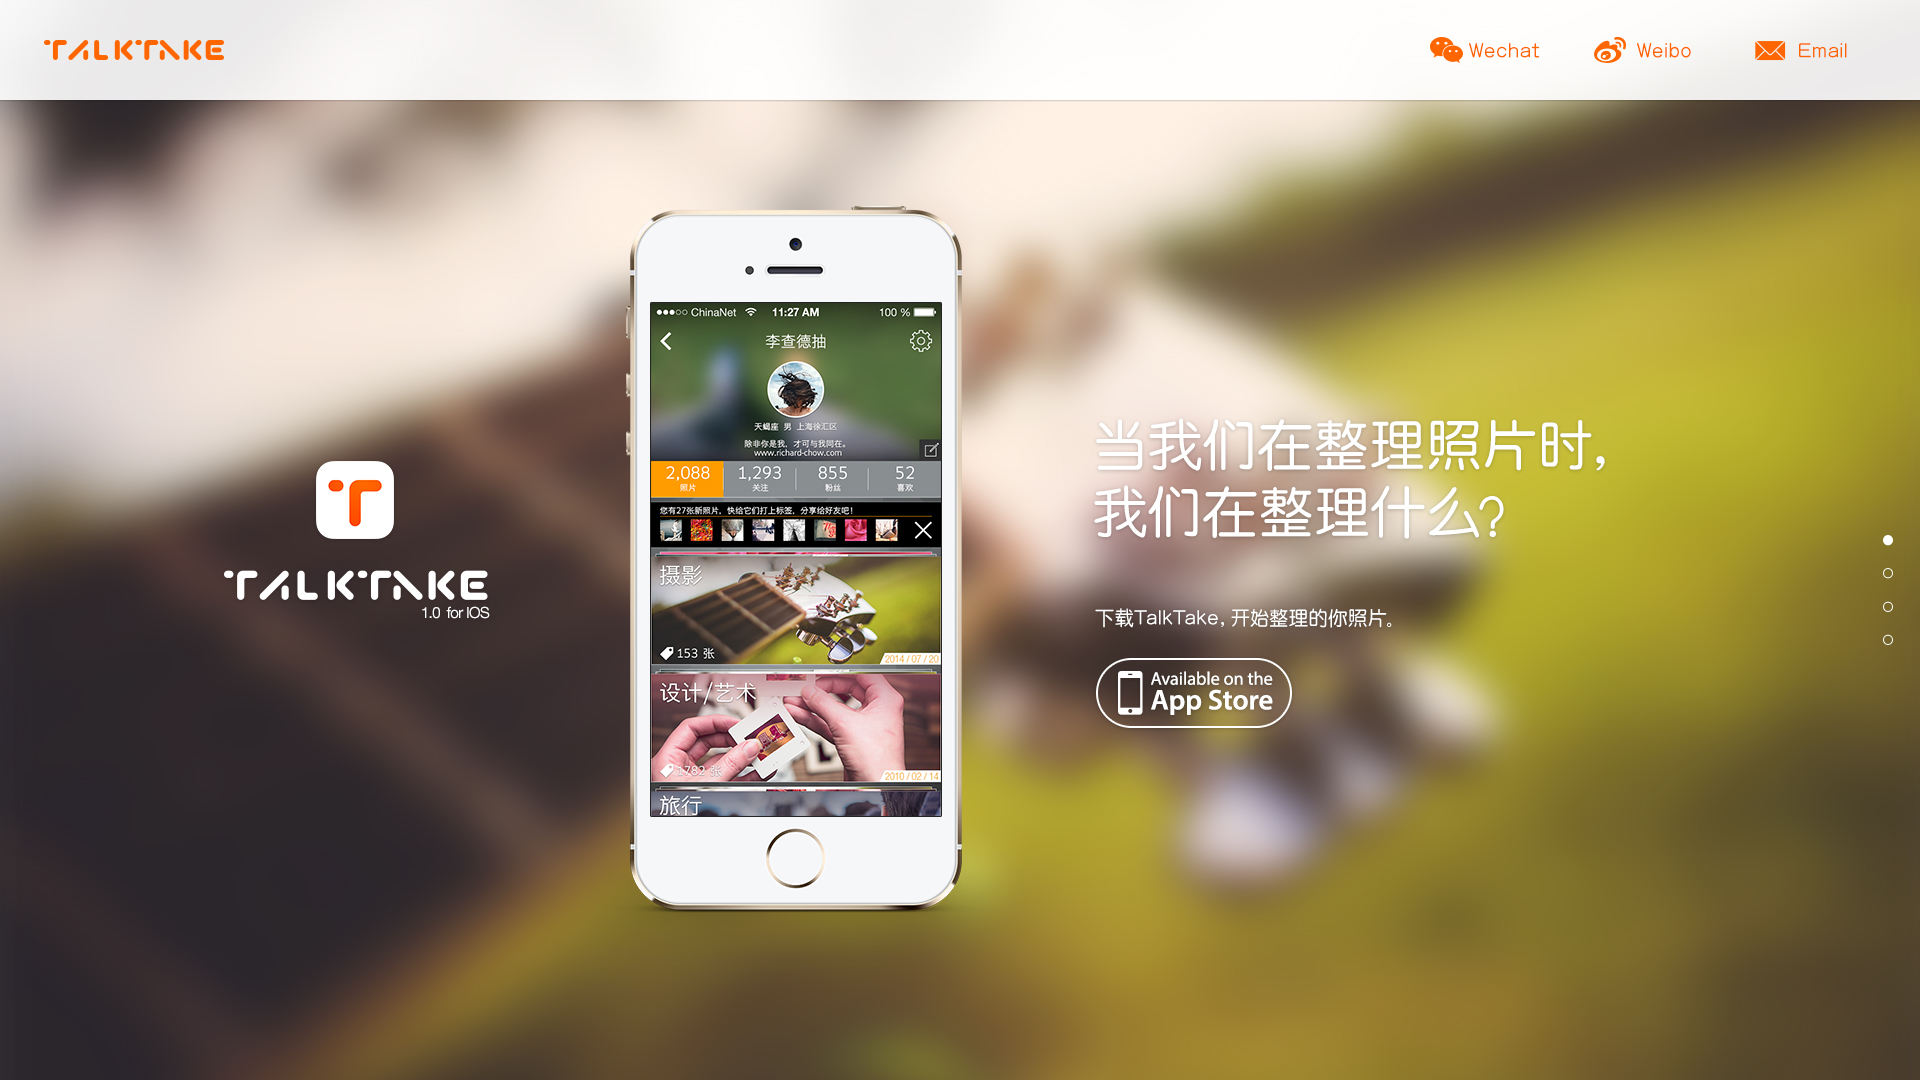 TALKTAKE
Wechat
Weibo
Email
ChinaNet 11:27 AM 100 %
李查德抽
天蝎座 男 上海徐汇区
除非你是我，才可与我同在。
www.richard-chow.com
2,088 1,293 855 52
照片 关注 粉丝 喜欢
您有27张新照片，快给它们打上标签，分享给好友吧！
摄影
153 张
2014 / 07 / 20
设计/艺术
1782 张
2010 / 02 / 14
旅行
T
TALKTAKE
1.0 for IOS
当我们在整理照片时，
我们在整理什么？
下载TalkTake，开始整理的你照片。
Available on the
App Store